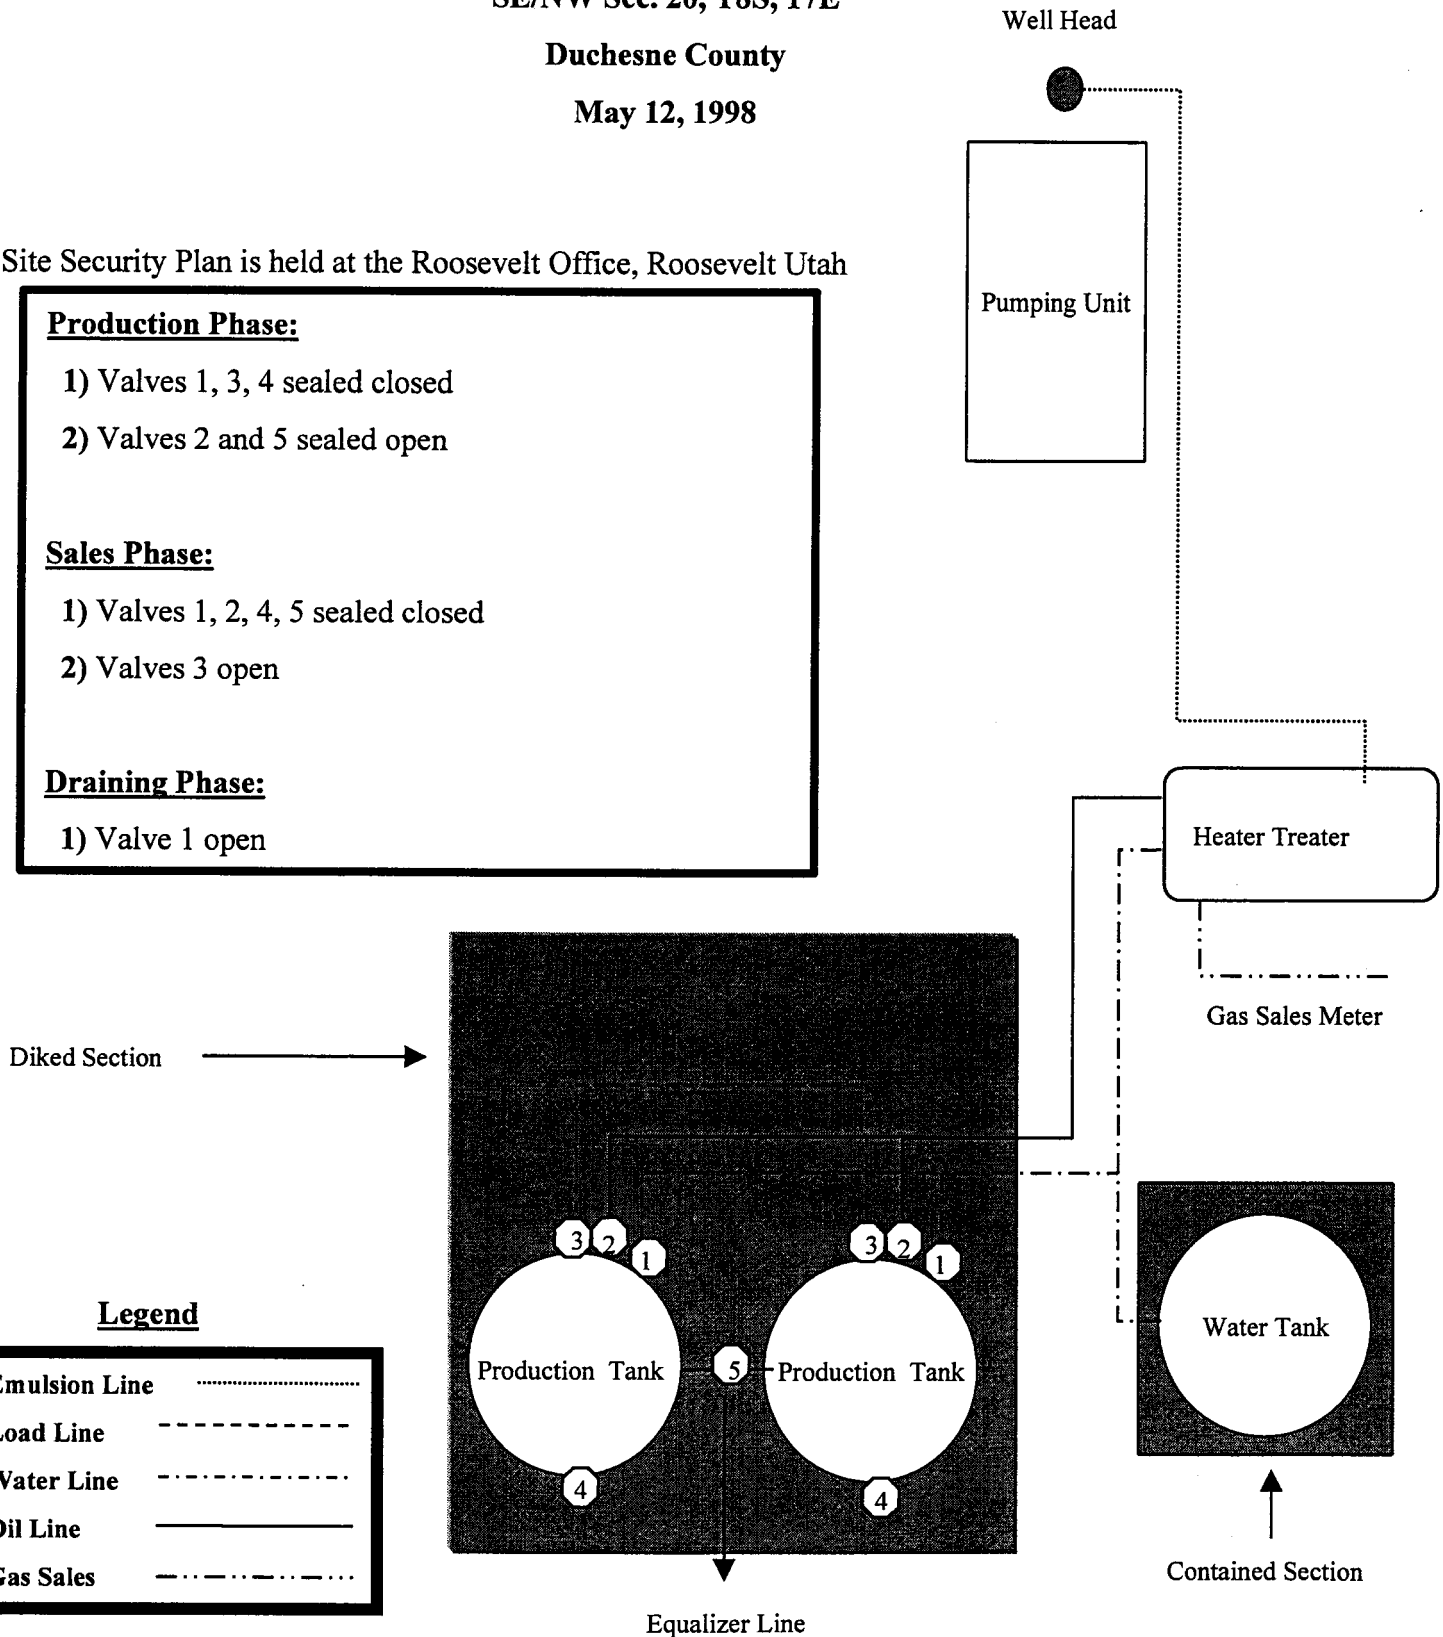 Duchesne County
May 12, 1998
Well Head
Site Security Plan is held at the Roosevelt Office, Roosevelt Utah
Production Phase:
1) Valves 1, 3, 4 sealed closed
2) Valves 2 and 5 sealed open
Sales Phase:
1) Valves 1, 2, 4, 5 sealed closed
2) Valves 3 open
Draining Phase:
1) Valve 1 open
Pumping Unit
Heater Treater
Gas Sales Meter
Diked Section
3 2 1
3 2 1
Production Tank
5
Production Tank
4
4
Water Tank
Contained Section
Equalizer Line
Legend
Emulsion Line
Load Line
Water Line
Oil Line
Gas Sales